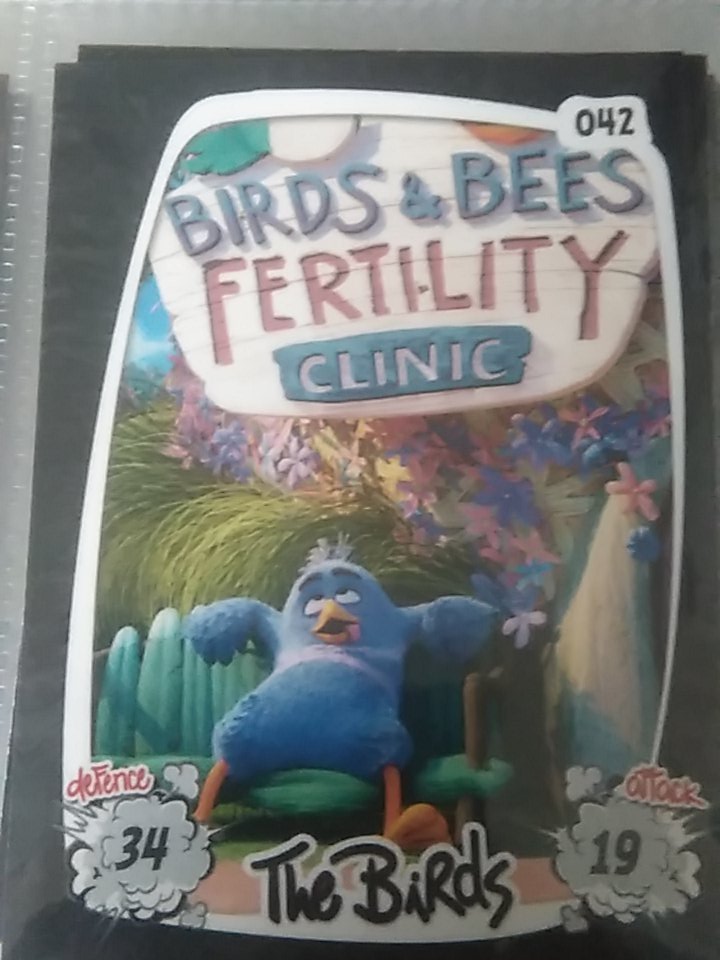 042
BIRDS & BEES
FERTILITY
CLINIC
defence
attack
34
19
The Birds